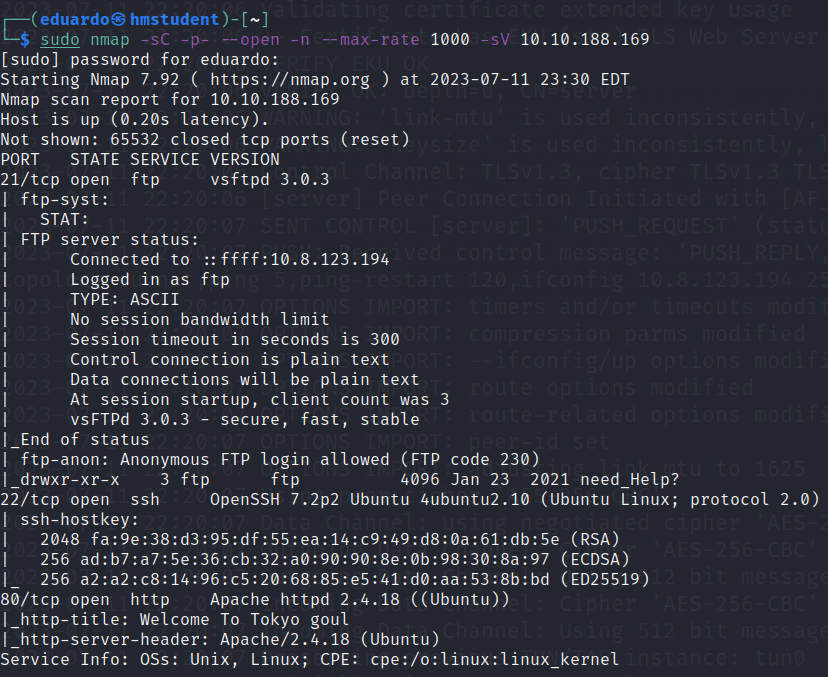 ┌──(eduardo㉿hmstudent)-[~]
└─$ sudo nmap -sC -p- --open -n --max-rate 1000 -sV 10.10.188.169
[sudo] password for eduardo:
Starting Nmap 7.92 ( https://nmap.org ) at 2023-07-11 23:30 EDT
Nmap scan report for 10.10.188.169
Host is up (0.20s latency).
Not shown: 65532 closed tcp ports (reset)
PORT   STATE SERVICE VERSION
21/tcp open  ftp     vsftpd 3.0.3
| ftp-syst:
|   STAT:
| FTP server status:
|      Connected to ::ffff:10.8.123.194
|      Logged in as ftp
|      TYPE: ASCII
|      No session bandwidth limit
|      Session timeout in seconds is 300
|      Control connection is plain text
|      Data connections will be plain text
|      At session startup, client count was 3
|      vsFTPd 3.0.3 - secure, fast, stable
|_End of status
| ftp-anon: Anonymous FTP login allowed (FTP code 230)
|_drwxr-xr-x    3 ftp      ftp          4096 Jan 23  2021 need_Help?
22/tcp open  ssh     OpenSSH 7.2p2 Ubuntu 4ubuntu2.10 (Ubuntu Linux; protocol 2.0)
| ssh-hostkey:
|   2048 fa:9e:38:d3:95:df:55:ea:14:c9:49:d8:0a:61:db:5e (RSA)
|   256 ad:b7:a7:5e:36:cb:32:a0:90:90:8e:0b:98:30:8a:97 (ECDSA)
|_  256 a2:a2:c8:14:96:c5:20:68:85:e5:41:d0:aa:53:8b:bd (ED25519)
80/tcp open  http    Apache httpd 2.4.18 ((Ubuntu))
|_http-title: Welcome To Tokyo goul
|_http-server-header: Apache/2.4.18 (Ubuntu)
Service Info: OSs: Unix, Linux; CPE: cpe:/o:linux:linux_kernel